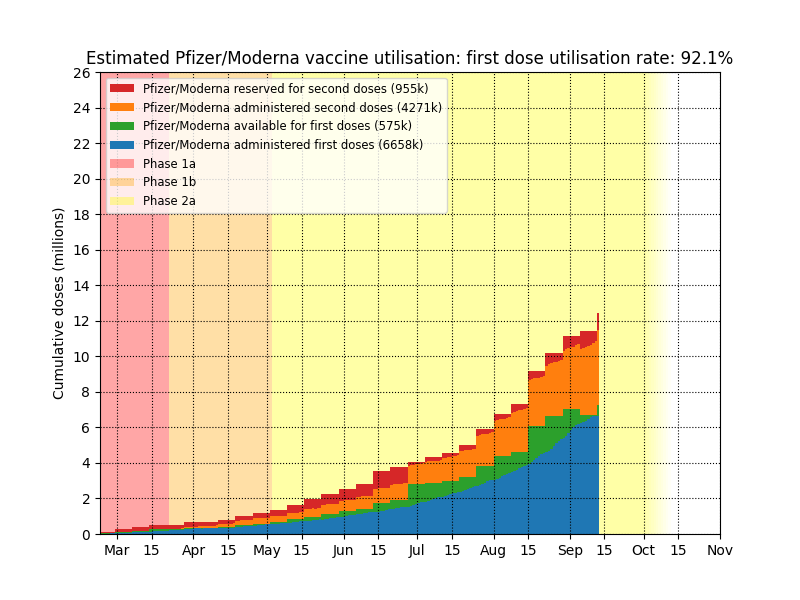 Estimated Pfizer/Moderna vaccine utilisation: first dose utilisation rate: 92.1%
26
24
22
20
18
16
14
12
10
8
6
4
2
0
Cumulative doses (millions)
Pfizer/Moderna reserved for second doses (955k)
Pfizer/Moderna administered second doses (4271k)
Pfizer/Moderna available for first doses (575k)
Pfizer/Moderna administered first doses (6658k)
Phase 1a
Phase 1b
Phase 2a
Mar 15 Apr 15 May 15 Jun 15 Jul 15 Aug 15 Sep 15 Oct 15 Nov